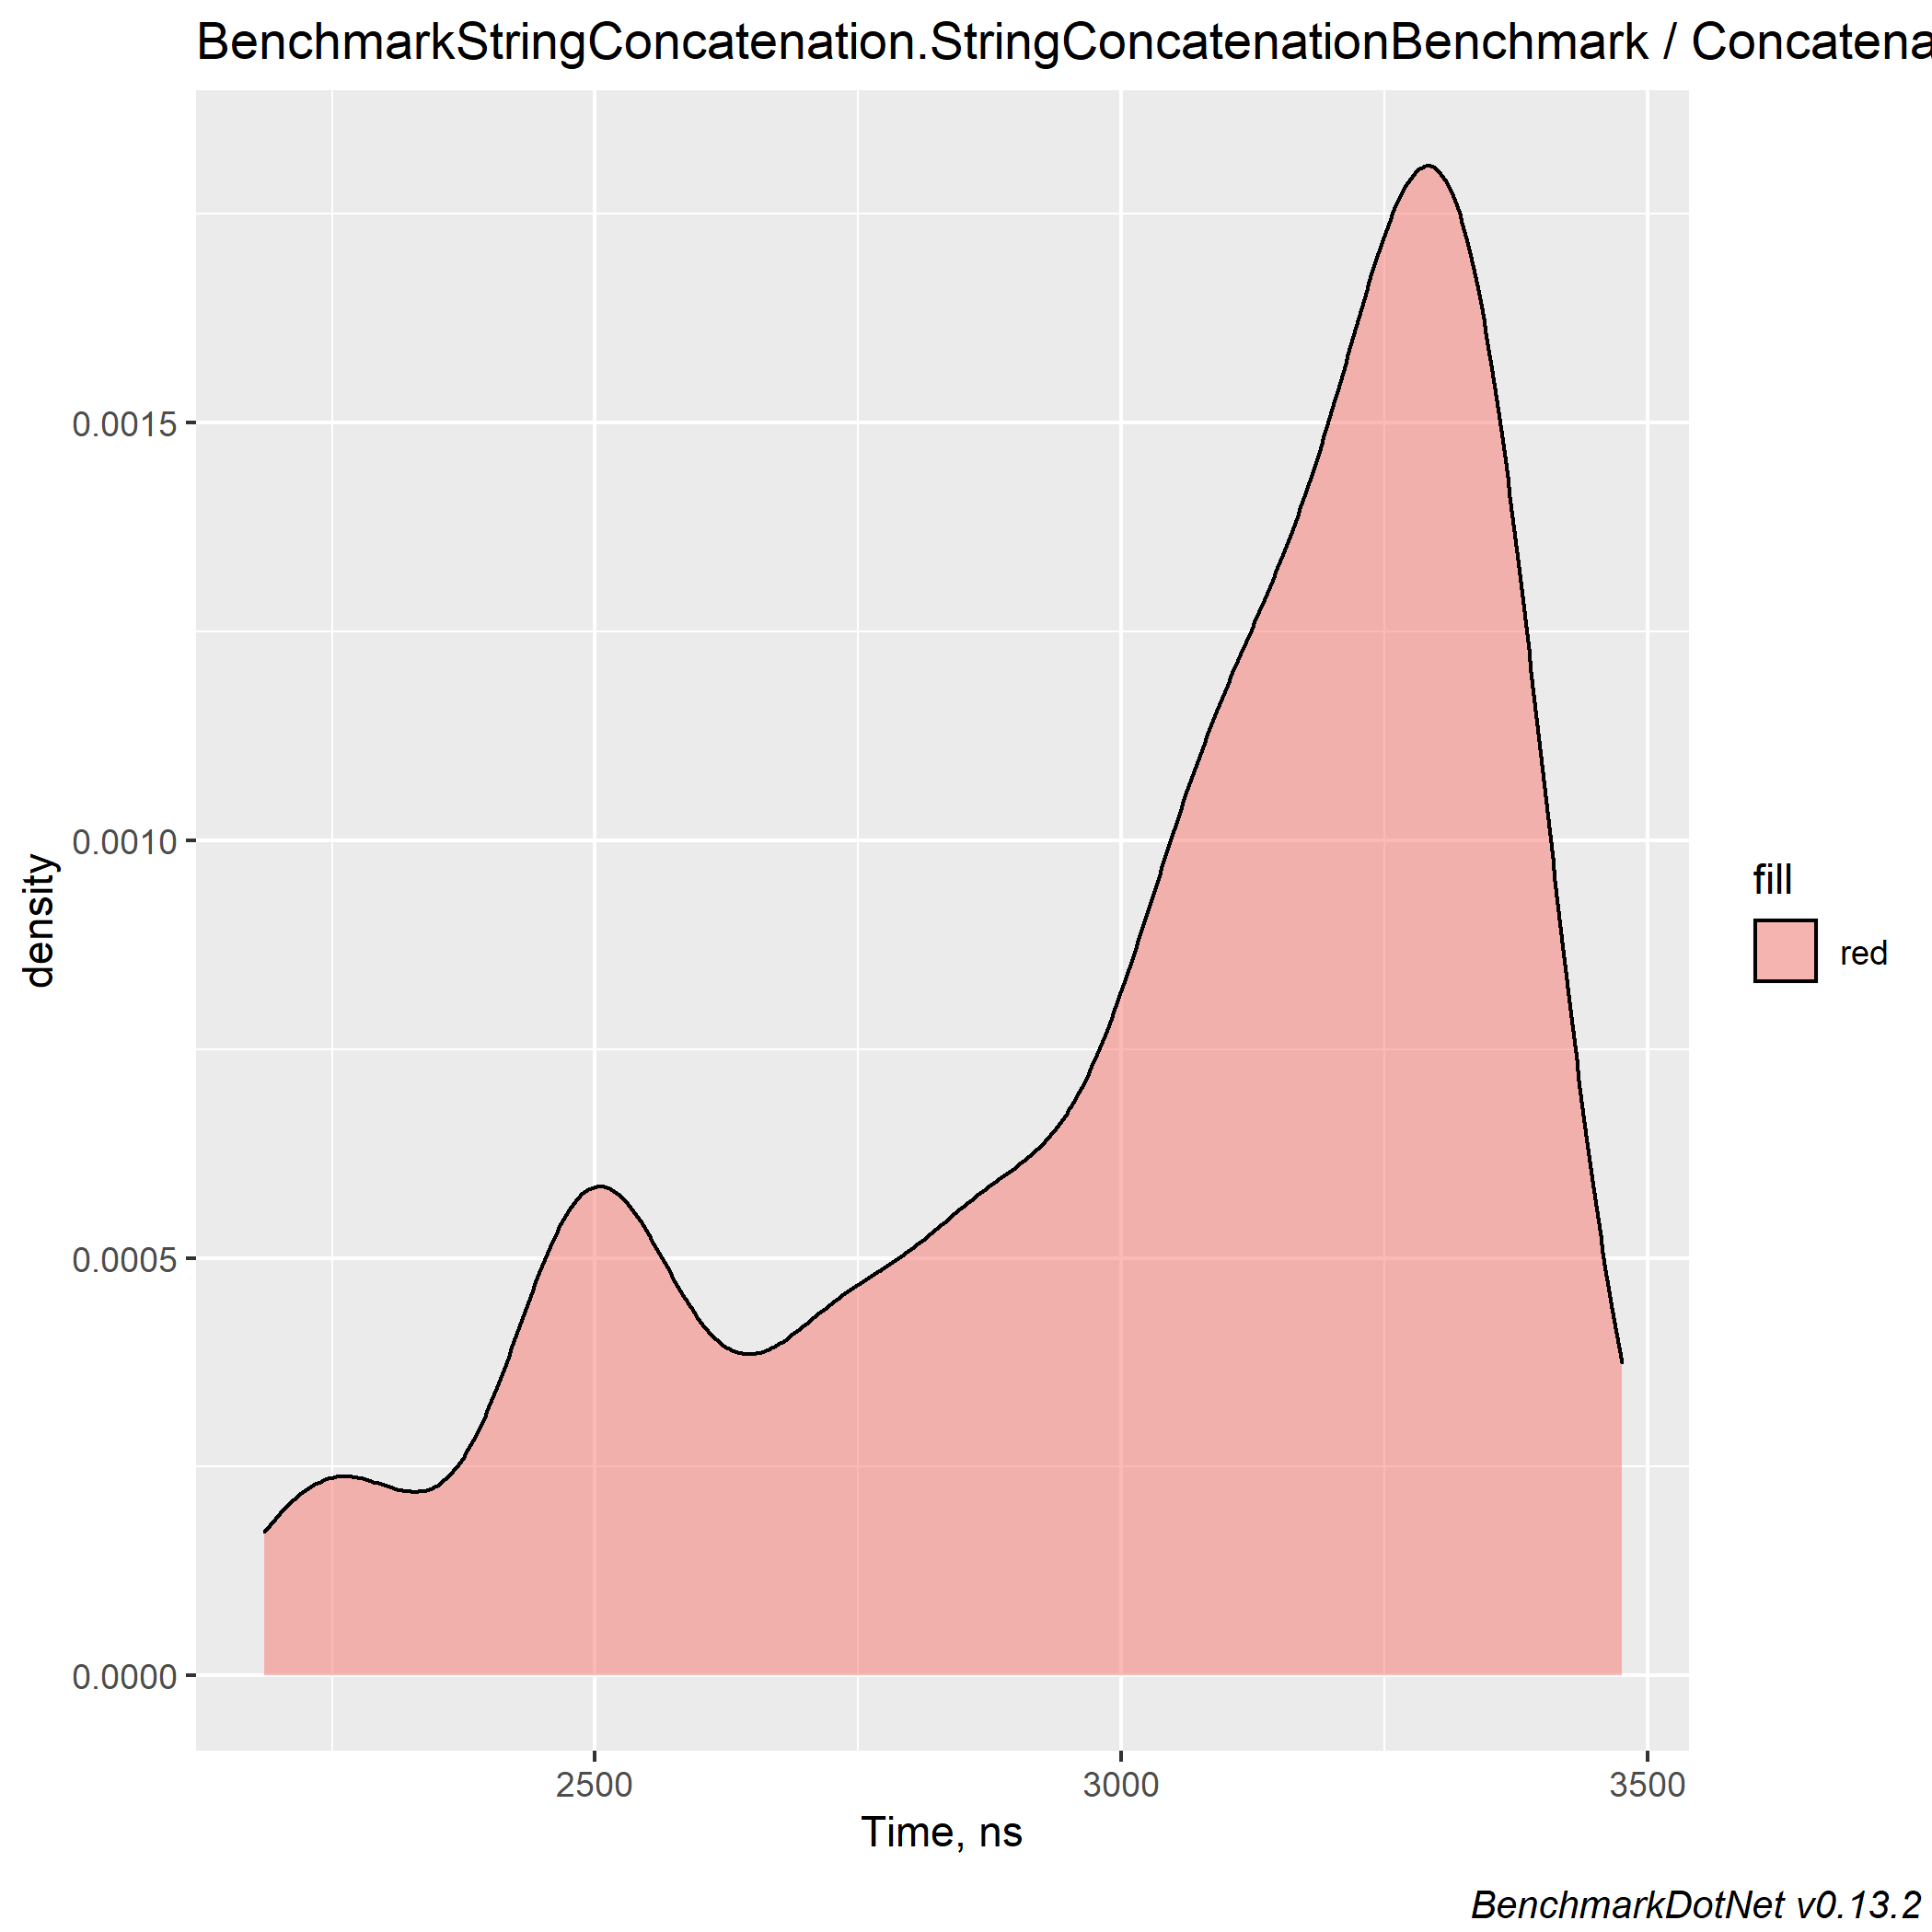 BenchmarkStringConcatenation.StringConcatenationBenchmark / Concatena
0.0015
0.0010
0.0005
0.0000
density
2500 3000 3500
Time, ns
fill
red
BenchmarkDotNet v0.13.2